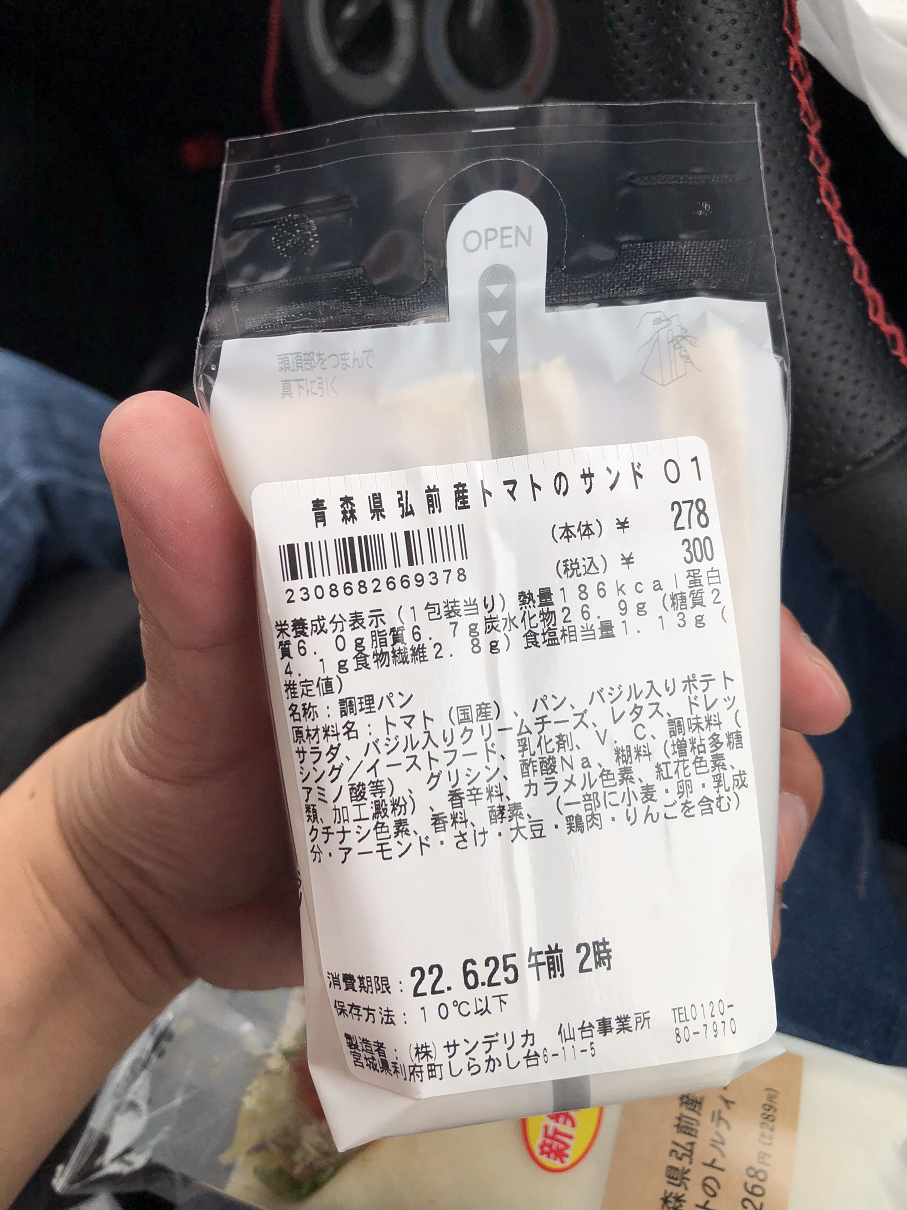 OPEN
頭頂部をつまんで
真下に引く
青森県弘前産トマトのサンド 01
(本体) ¥ 278
(税込) ¥ 300
2308682669378
栄養成分表示(1包装当り)熱量186kcal蛋白
質6.0g脂質6.7g炭水化物26.9g(糖質2
4.1g食物繊維2.8g)食塩相当量1.13g(
推定値)
名称:調理パン
原材料名:トマト(国産)、パン、バジル入りポテト
サラダ、バジル入りクリームチーズ、レタス、ドレッ
シング/イーストフード、乳化剤、V.C、調味料(
アミノ酸等)、グリシン、酢酸Na、糊料(増粘多糖
類、加工澱粉)、香辛料、カラメル色素、紅花色素、
クチナシ色素、香料、酵素、(一部に小麦・卵・乳成
分・アーモンド・さけ・大豆・鶏肉・りんごを含む)
消費期限:22.6.25午前 2時
保存方法:10℃以下
製造者:(株)サンデリカ 仙台事業所
宮城県利府町しらかし台6-11-5
TEL0120-
80-7970
森県弘前産
トのトルティ
268円(税込289円)